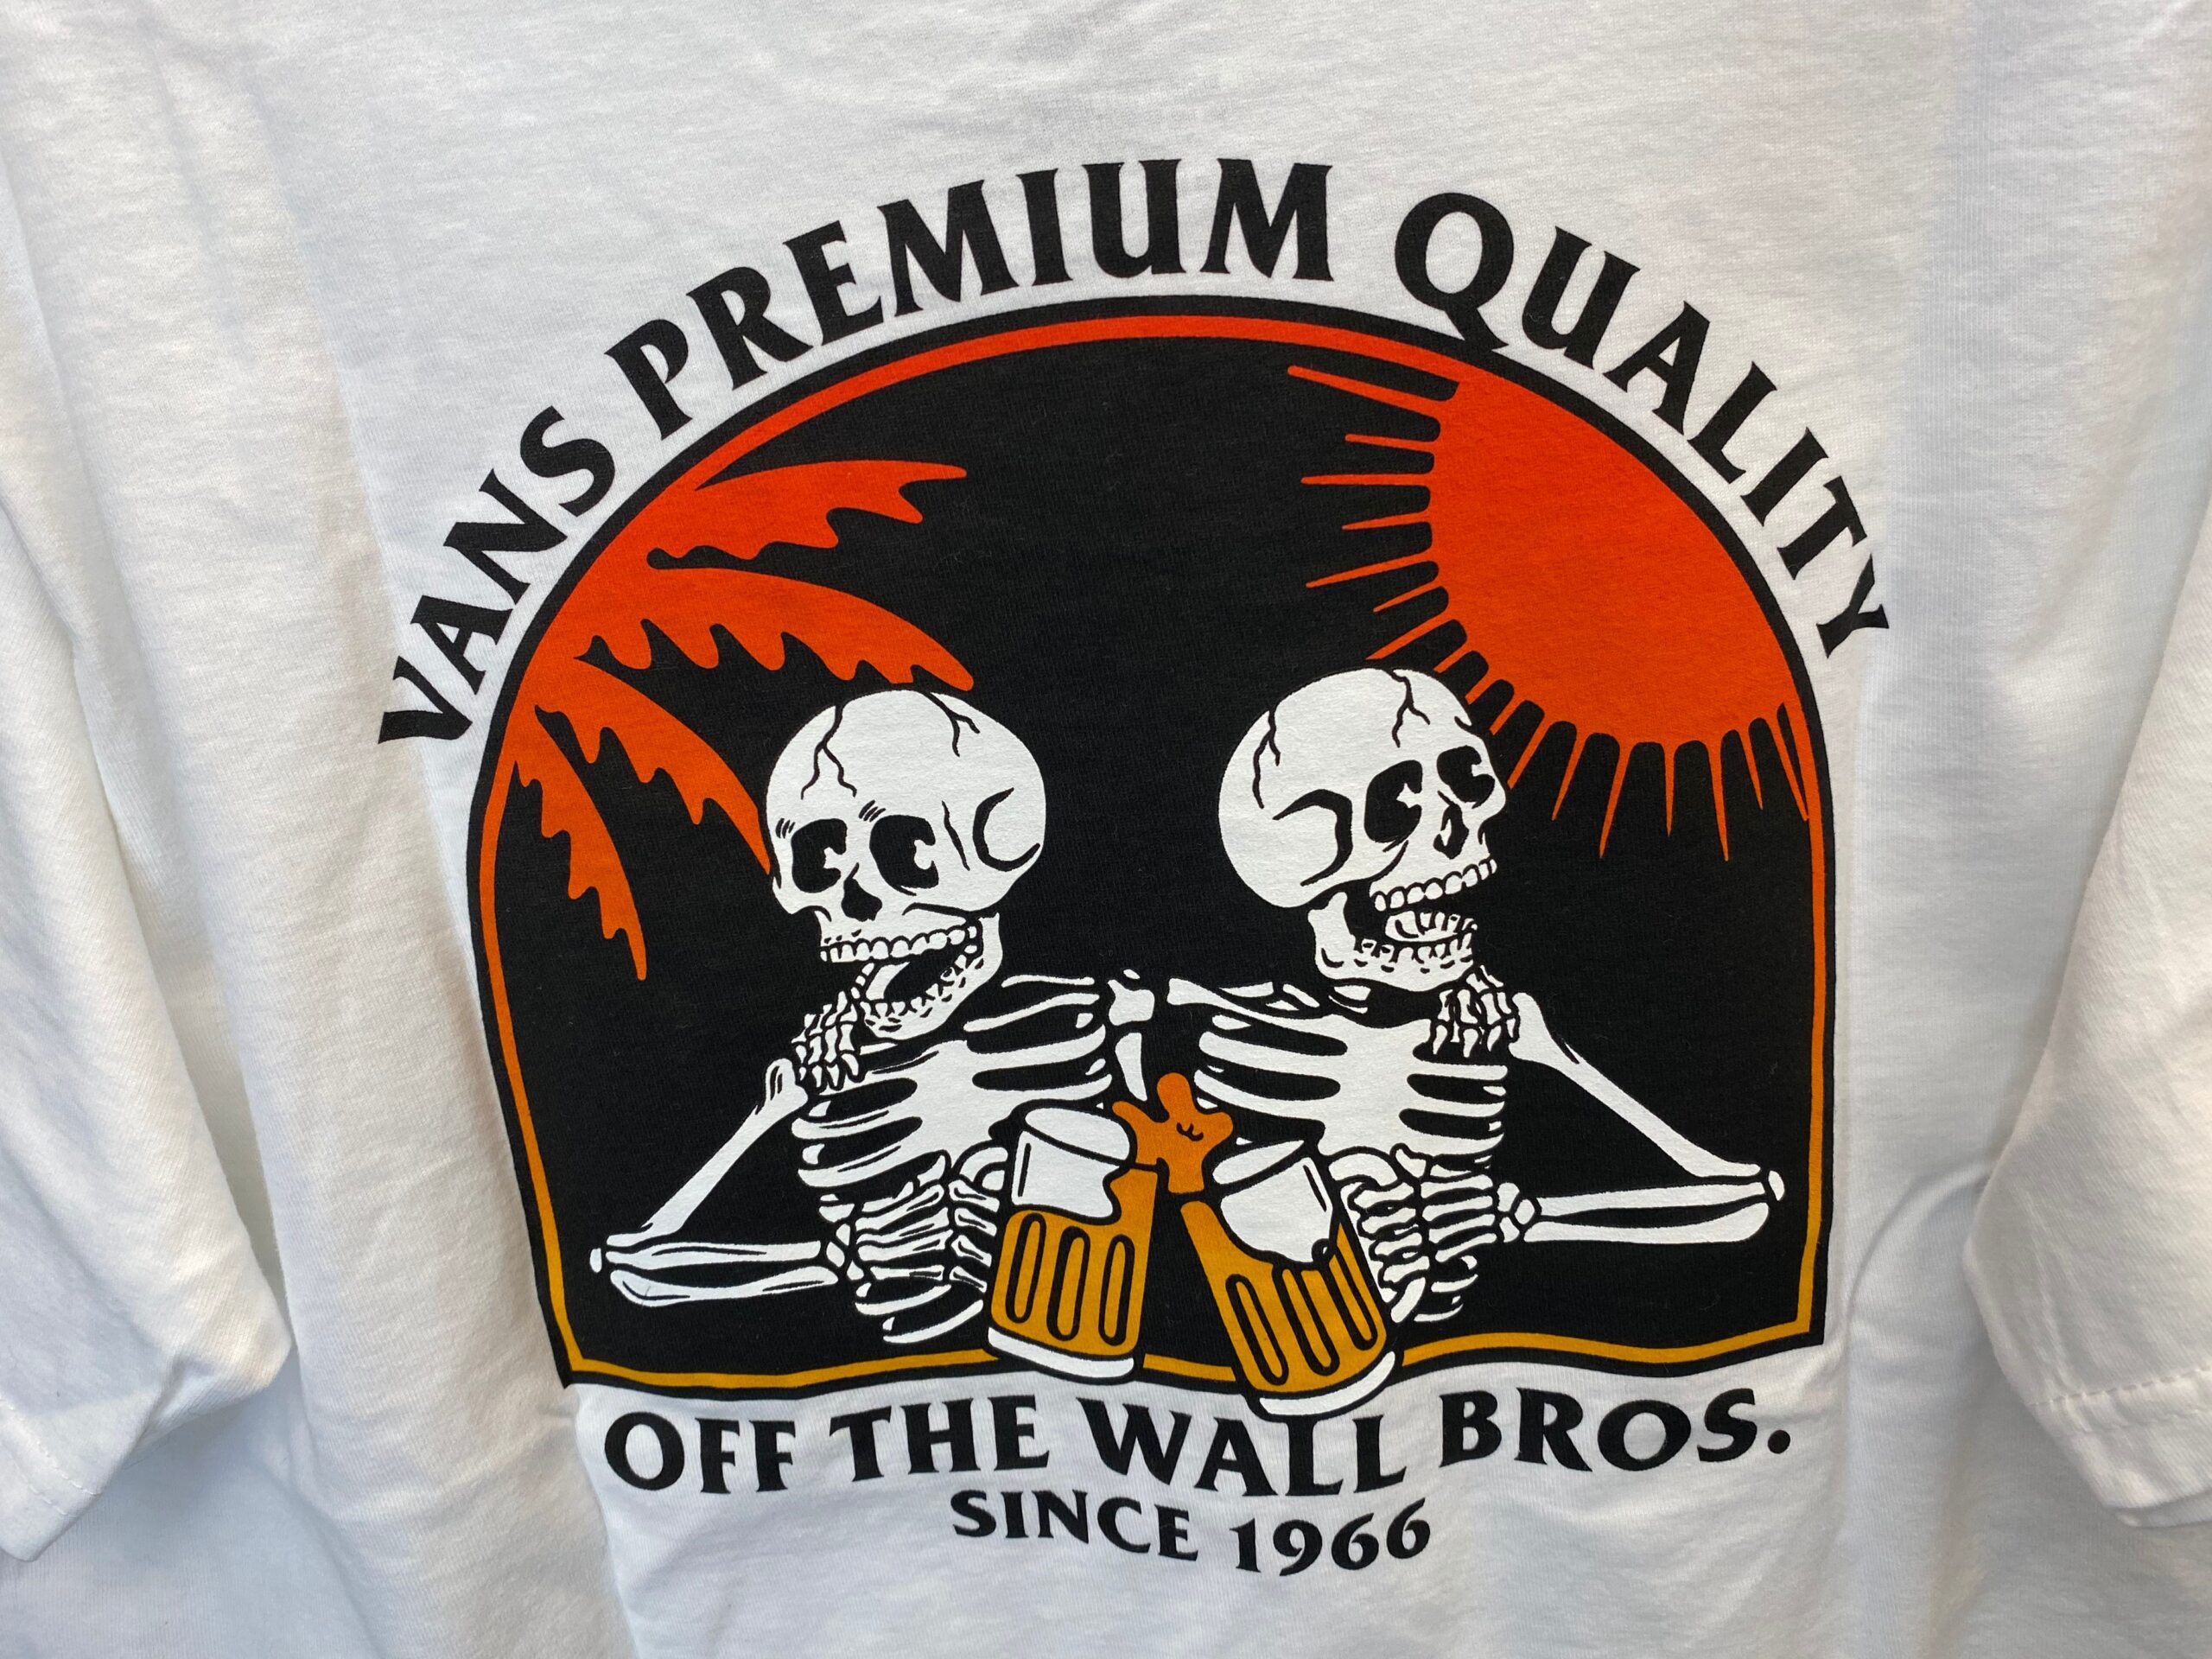 VANS PREMIUM QUALITY
OFF THE WALL BROS.
SINCE 1966